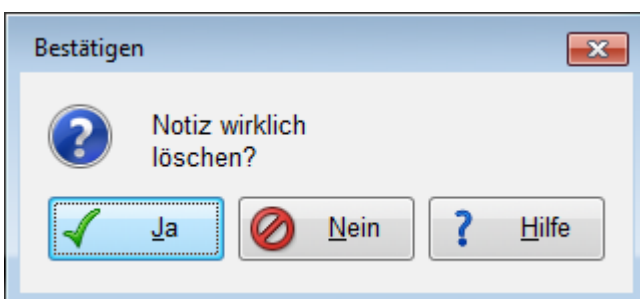 Bestätigen
Notiz wirklich
löschen?
Ja
Nein
Hilfe